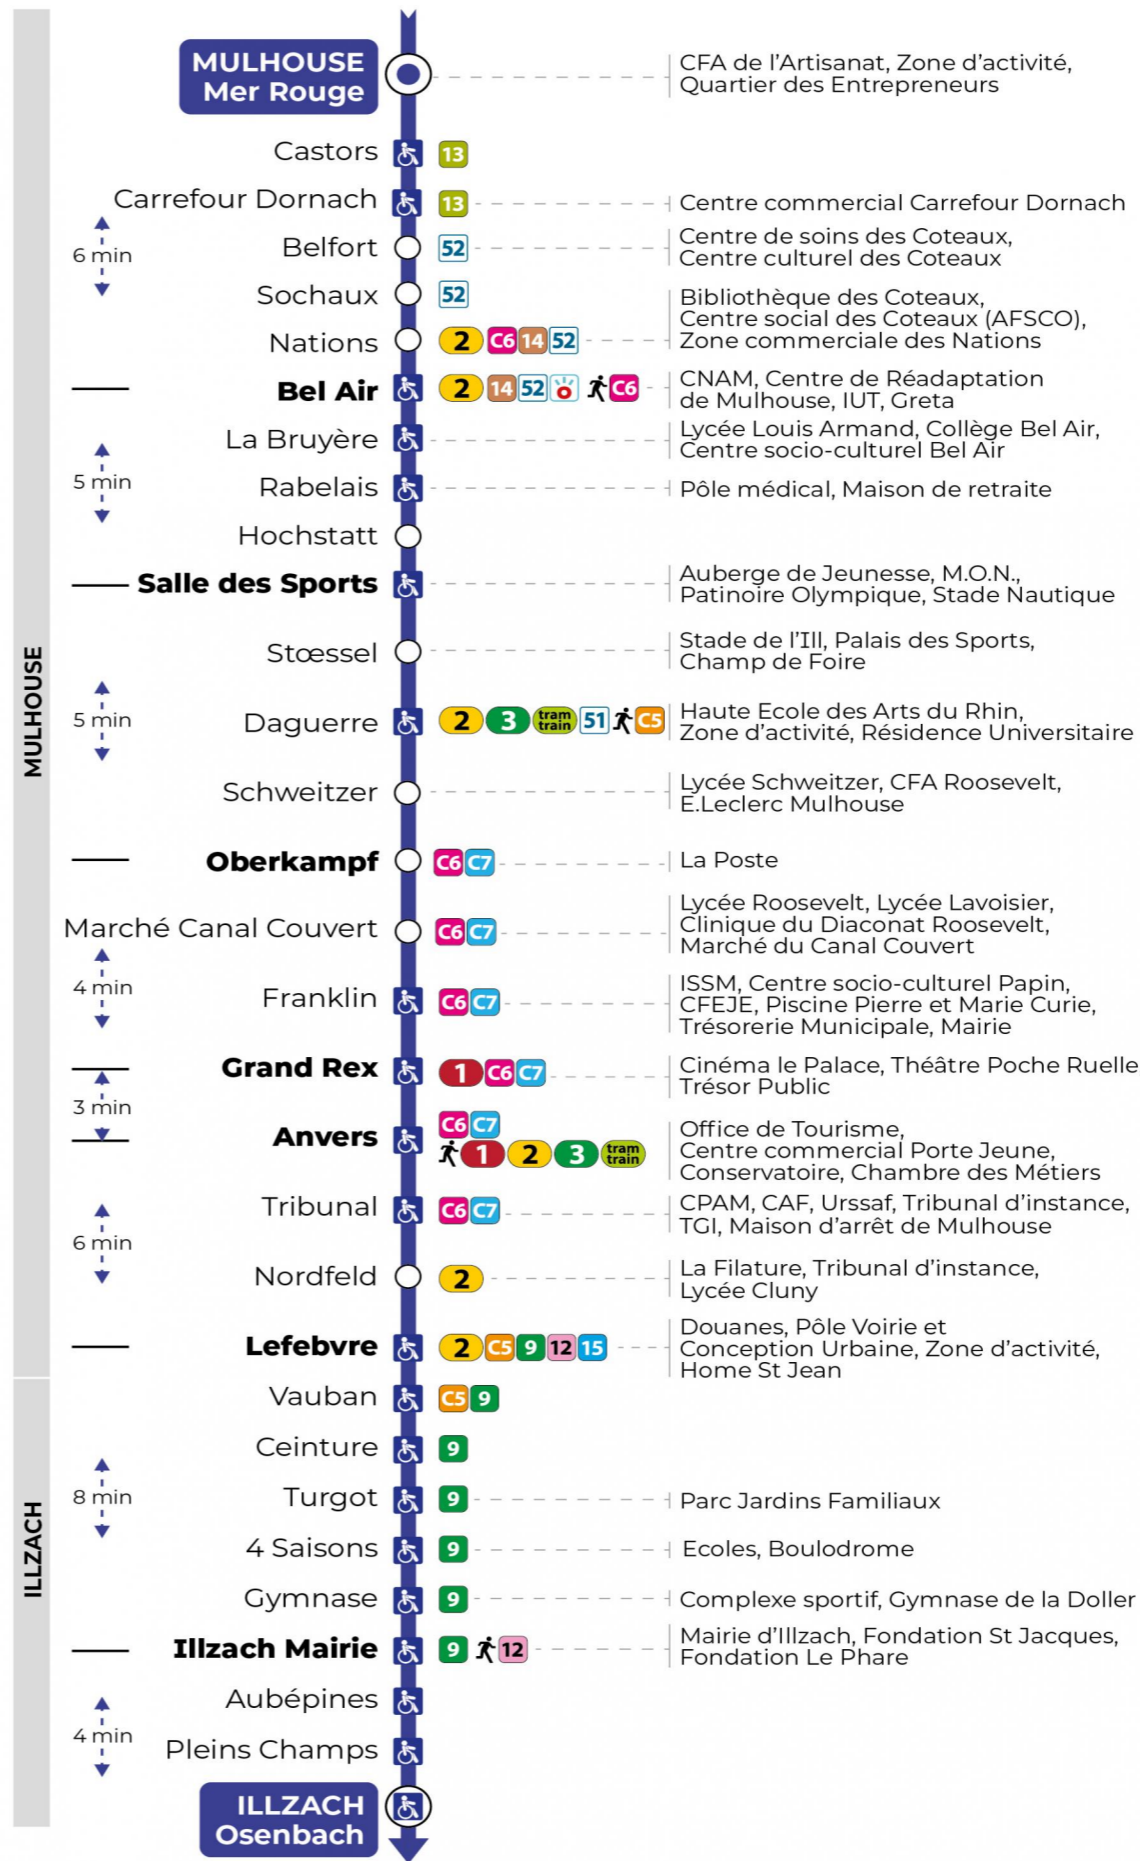 MULHOUSE
Mer Rouge
CFA de l'Artisanat, Zone d'activité,
Quartier des Entrepreneurs
Castors 13
Carrefour Dornach 13 Centre commercial Carrefour Dornach
6 min
Belfort 52
Centre de soins des Coteaux,
Centre culturel des Coteaux
Sochaux 52
Nations 2 C6 14 52
Bibliothèque des Coteaux,
Centre social des Coteaux (AFSCO),
Zone commerciale des Nations
Bel Air 2 14 52 C6
CNAM, Centre de Réadaptation
de Mulhouse, IUT, Greta
La Bruyère
Lycée Louis Armand, Collège Bel Air,
Centre socio-culturel Bel Air
5 min
Rabelais Pôle médical, Maison de retraite
Hochstatt
Salle des Sports
Auberge de Jeunesse, M.O.N.,
Patinoire Olympique, Stade Nautique
Stœssel
Stade de l'Ill, Palais des Sports,
Champ de Foire
MULHOUSE
5 min
Daguerre 2 3 tram
train 51 C5
Haute Ecole des Arts du Rhin,
Zone d'activité, Résidence Universitaire
Schweitzer
Lycée Schweitzer, CFA Roosevelt,
E.Leclerc Mulhouse
Oberkampf C6 C7 La Poste
Marché Canal Couvert C6 C7
Lycée Roosevelt, Lycée Lavoisier,
Clinique du Diaconat Roosevelt,
Marché du Canal Couvert
4 min
Franklin C6 C7
ISSM, Centre socio-culturel Papin,
CFEJE, Piscine Pierre et Marie Curie,
Trésorerie Municipale, Mairie
Grand Rex 1 C6 C7
Cinéma le Palace, Théâtre Poche Ruelle
Trésor Public
3 min
Anvers C6 C7
1 2 3 tram
train
Office de Tourisme,
Centre commercial Porte Jeune,
Conservatoire, Chambre des Métiers
Tribunal C6 C7
CPAM, CAF, Urssaf, Tribunal d'instance,
TGI, Maison d'arrêt de Mulhouse
6 min
Nordfeld 2
La Filature, Tribunal d'instance,
Lycée Cluny
Lefebvre 2 C5 9 12 15
Douanes, Pôle Voirie et
Conception Urbaine, Zone d'activité,
Home St Jean
Vauban C5 9
Ceinture 9
8 min
Turgot 9 Parc Jardins Familiaux
ILLZACH
4 Saisons 9 Ecoles, Boulodrome
Gymnase 9 Complexe sportif, Gymnase de la Doller
Illzach Mairie 9 12
Mairie d'Illzach, Fondation St Jacques,
Fondation Le Phare
Aubépines
4 min
Pleins Champs
ILLZACH
Osenbach